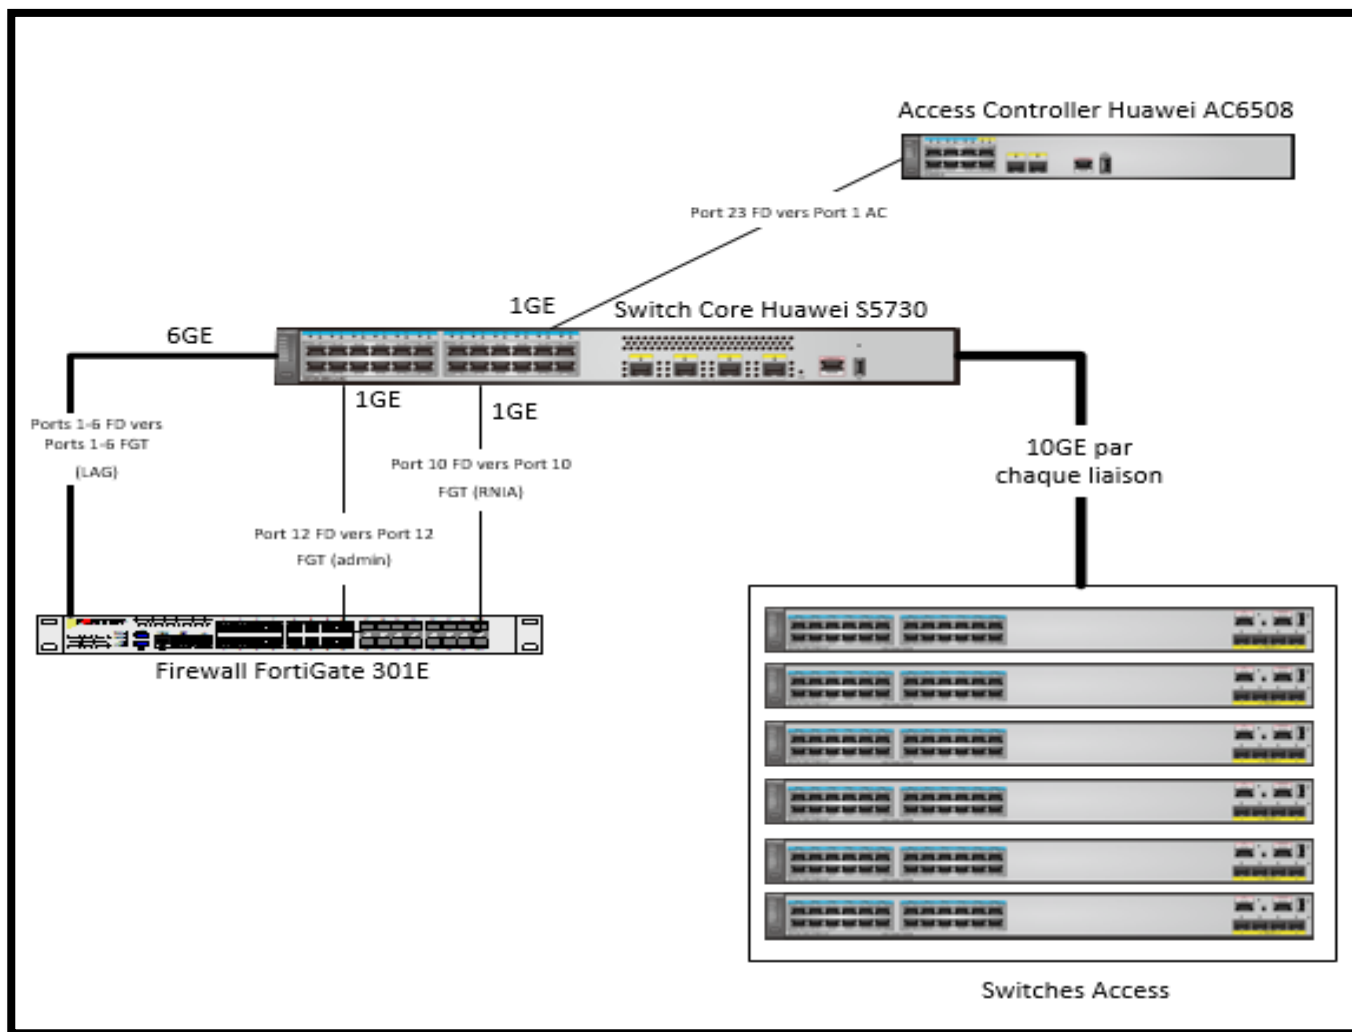 Access Controller Huawei AC6508
Port 23 FD vers Port 1 AC
1GE
Switch Core Huawei S5730
6GE
1GE
1GE
Ports 1-6 FD vers
Ports 1-6 FGT
(LAG)
Port 10 FD vers Port 10
FGT (RNIA)
Port 12 FD vers Port 12
FGT (admin)
10GE par
chaque liaison
Firewall FortiGate 301E
Switches Access